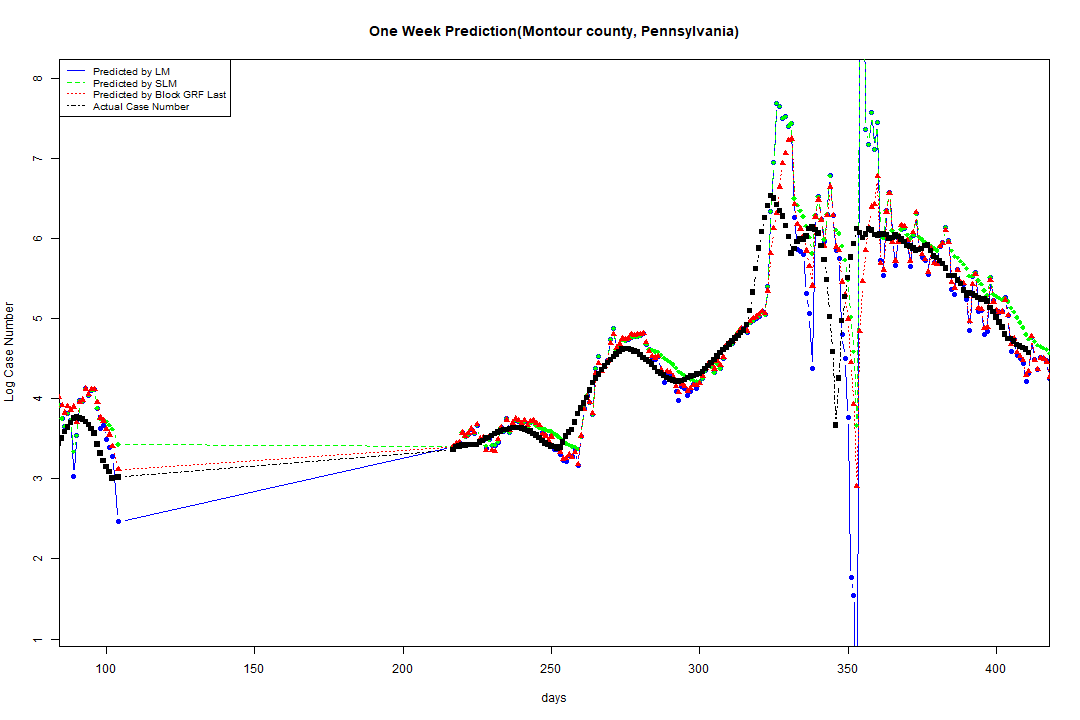 One Week Prediction(Montour county, Pennsylvania)
Predicted by LM
Predicted by SLM
Predicted by Block GRF Last
Actual Case Number
Log Case Number
8
7
6
5
4
3
2
1
100 150 200 250 300 350 400
days